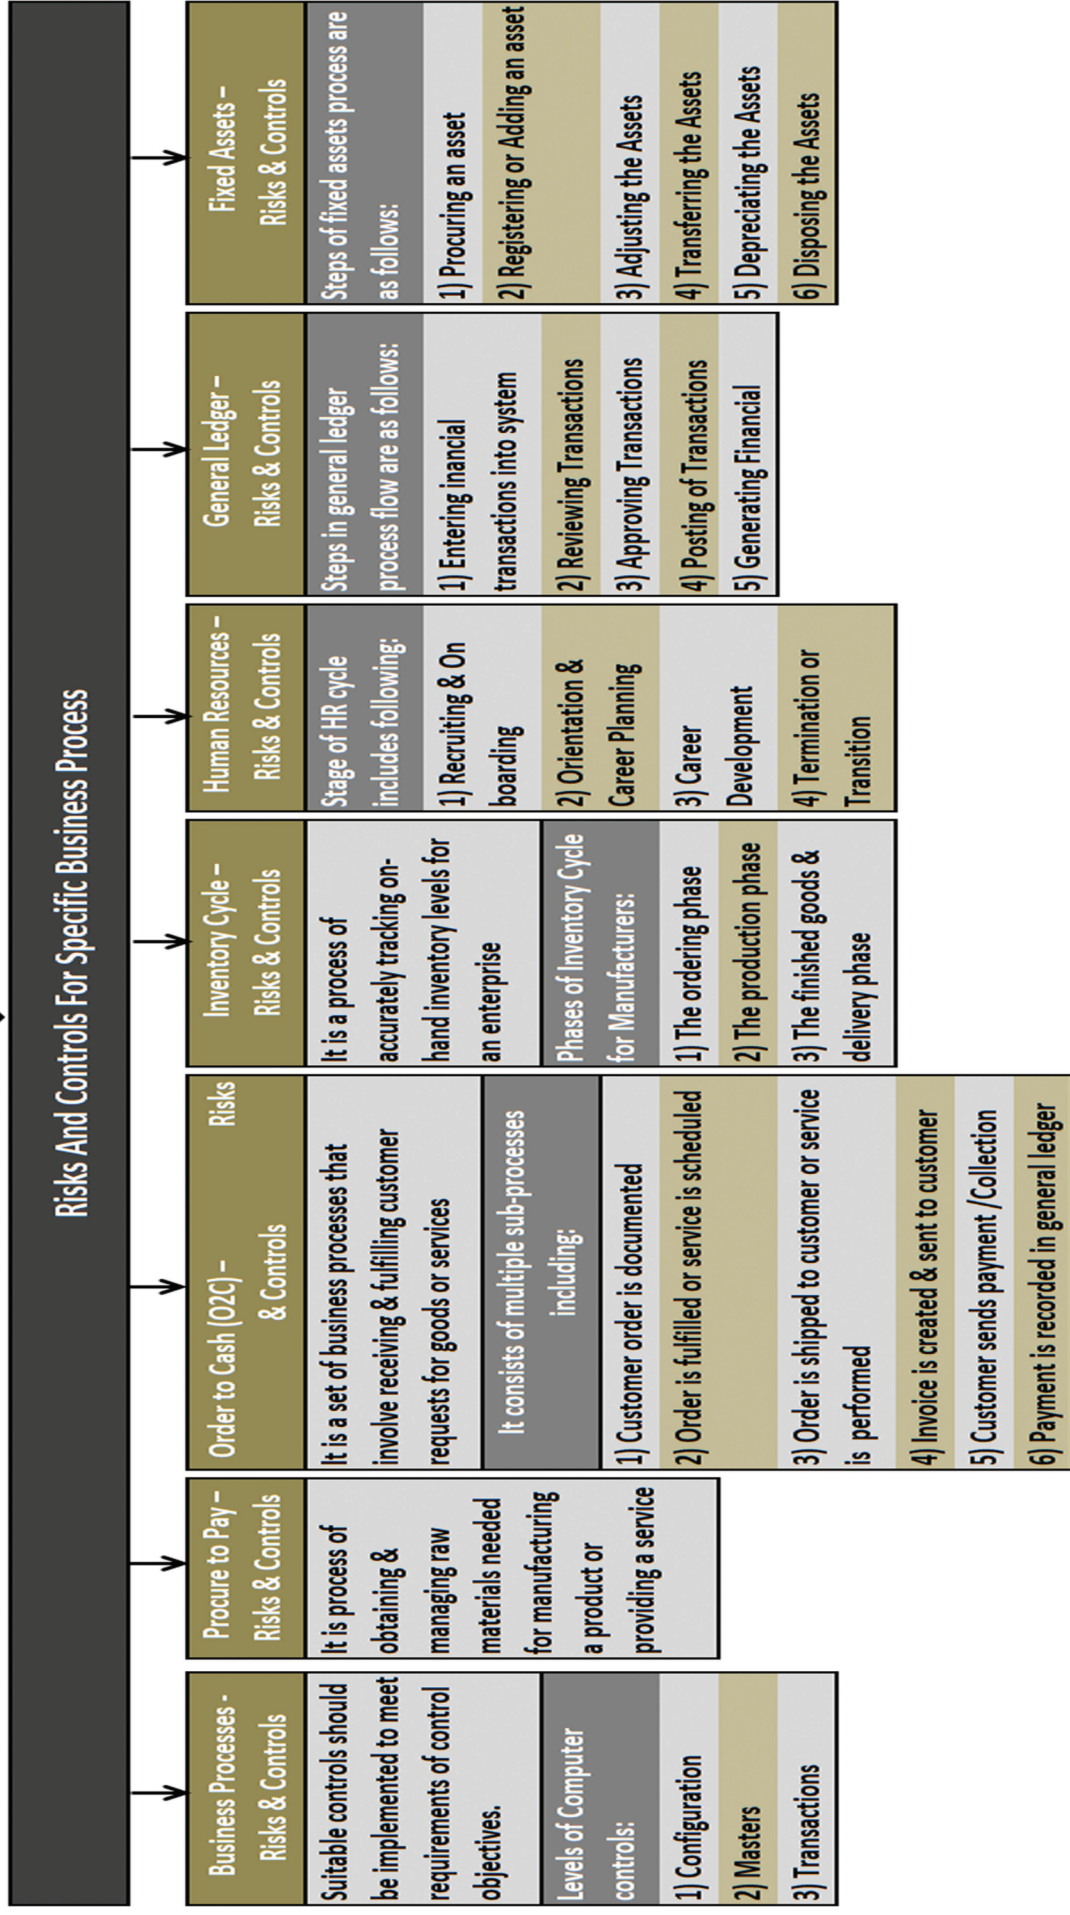 Risks And Controls For Specific Business Process
Business Processes -
Risks & Controls
Suitable controls should
be implemented to meet
requirements of control
objectives.
Levels of Computer
controls:
1) Configuration
2) Masters
3) Transactions
Procure to Pay –
Risks & Controls
It is process of
obtaining &
managing raw
materials needed
for manufacturing
a product or
providing a service
Order to Cash (O2C) – Risks
& Controls
It is a set of business processes that
involve receiving & fulfilling customer
requests for goods or services
It consists of multiple sub-processes
including:
1) Customer order is documented
2) Order is fulfilled or service is scheduled
3) Order is shipped to customer or service
is performed
4) Invoice is created & sent to customer
5) Customer sends payment /Collection
6) Payment is recorded in general ledger
Inventory Cycle –
Risks & Controls
It is a process of
accurately tracking on-
hand inventory levels for
an enterprise
Phases of Inventory Cycle
for Manufacturers:
1) The ordering phase
2) The production phase
3) The finished goods &
delivery phase
Human Resources –
Risks & Controls
Stage of HR cycle
includes following:
1) Recruiting & On
boarding
2) Orientation &
Career Planning
3) Career
Development
4) Termination or
Transition
General Ledger –
Risks & Controls
Steps in general ledger
process flow are as follows:
1) Entering inancial
transactions into system
2) Reviewing Transactions
3) Approving Transactions
4) Posting of Transactions
5) Generating Financial
Fixed Assets –
Risks & Controls
Steps of fixed assets process are
as follows:
1) Procuring an asset
2) Registering or Adding an asset
3) Adjusting the Assets
4) Transferring the Assets
5) Depreciating the Assets
6) Disposing the Assets